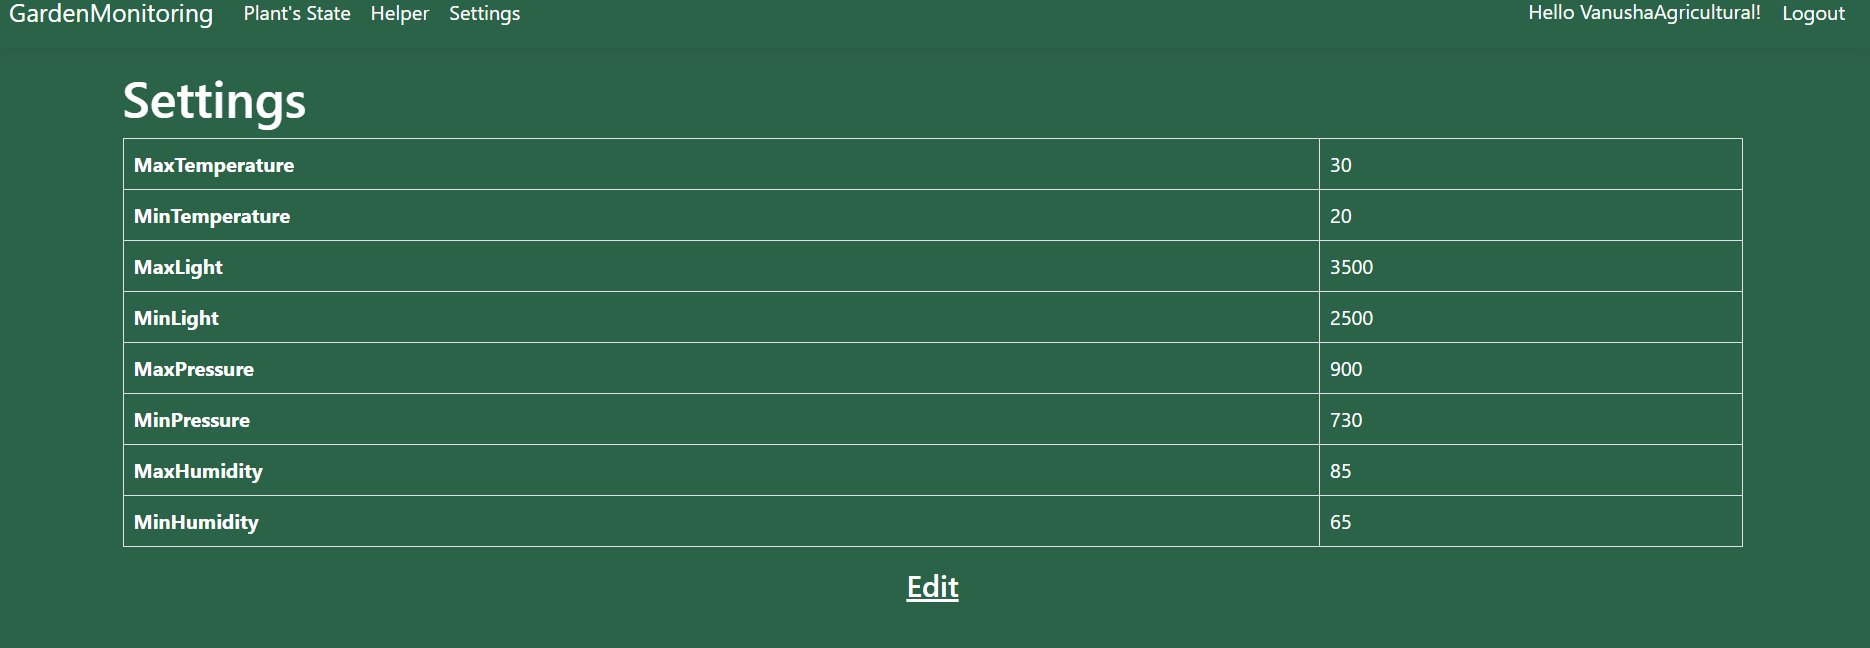 GardenMonitoring Plant's State Helper Settings Hello VanushaAgricultural! Logout
Settings
MaxTemperature 30
MinTemperature 20
MaxLight 3500
MinLight 2500
MaxPressure 900
MinPressure 730
MaxHumidity 85
MinHumidity 65
Edit